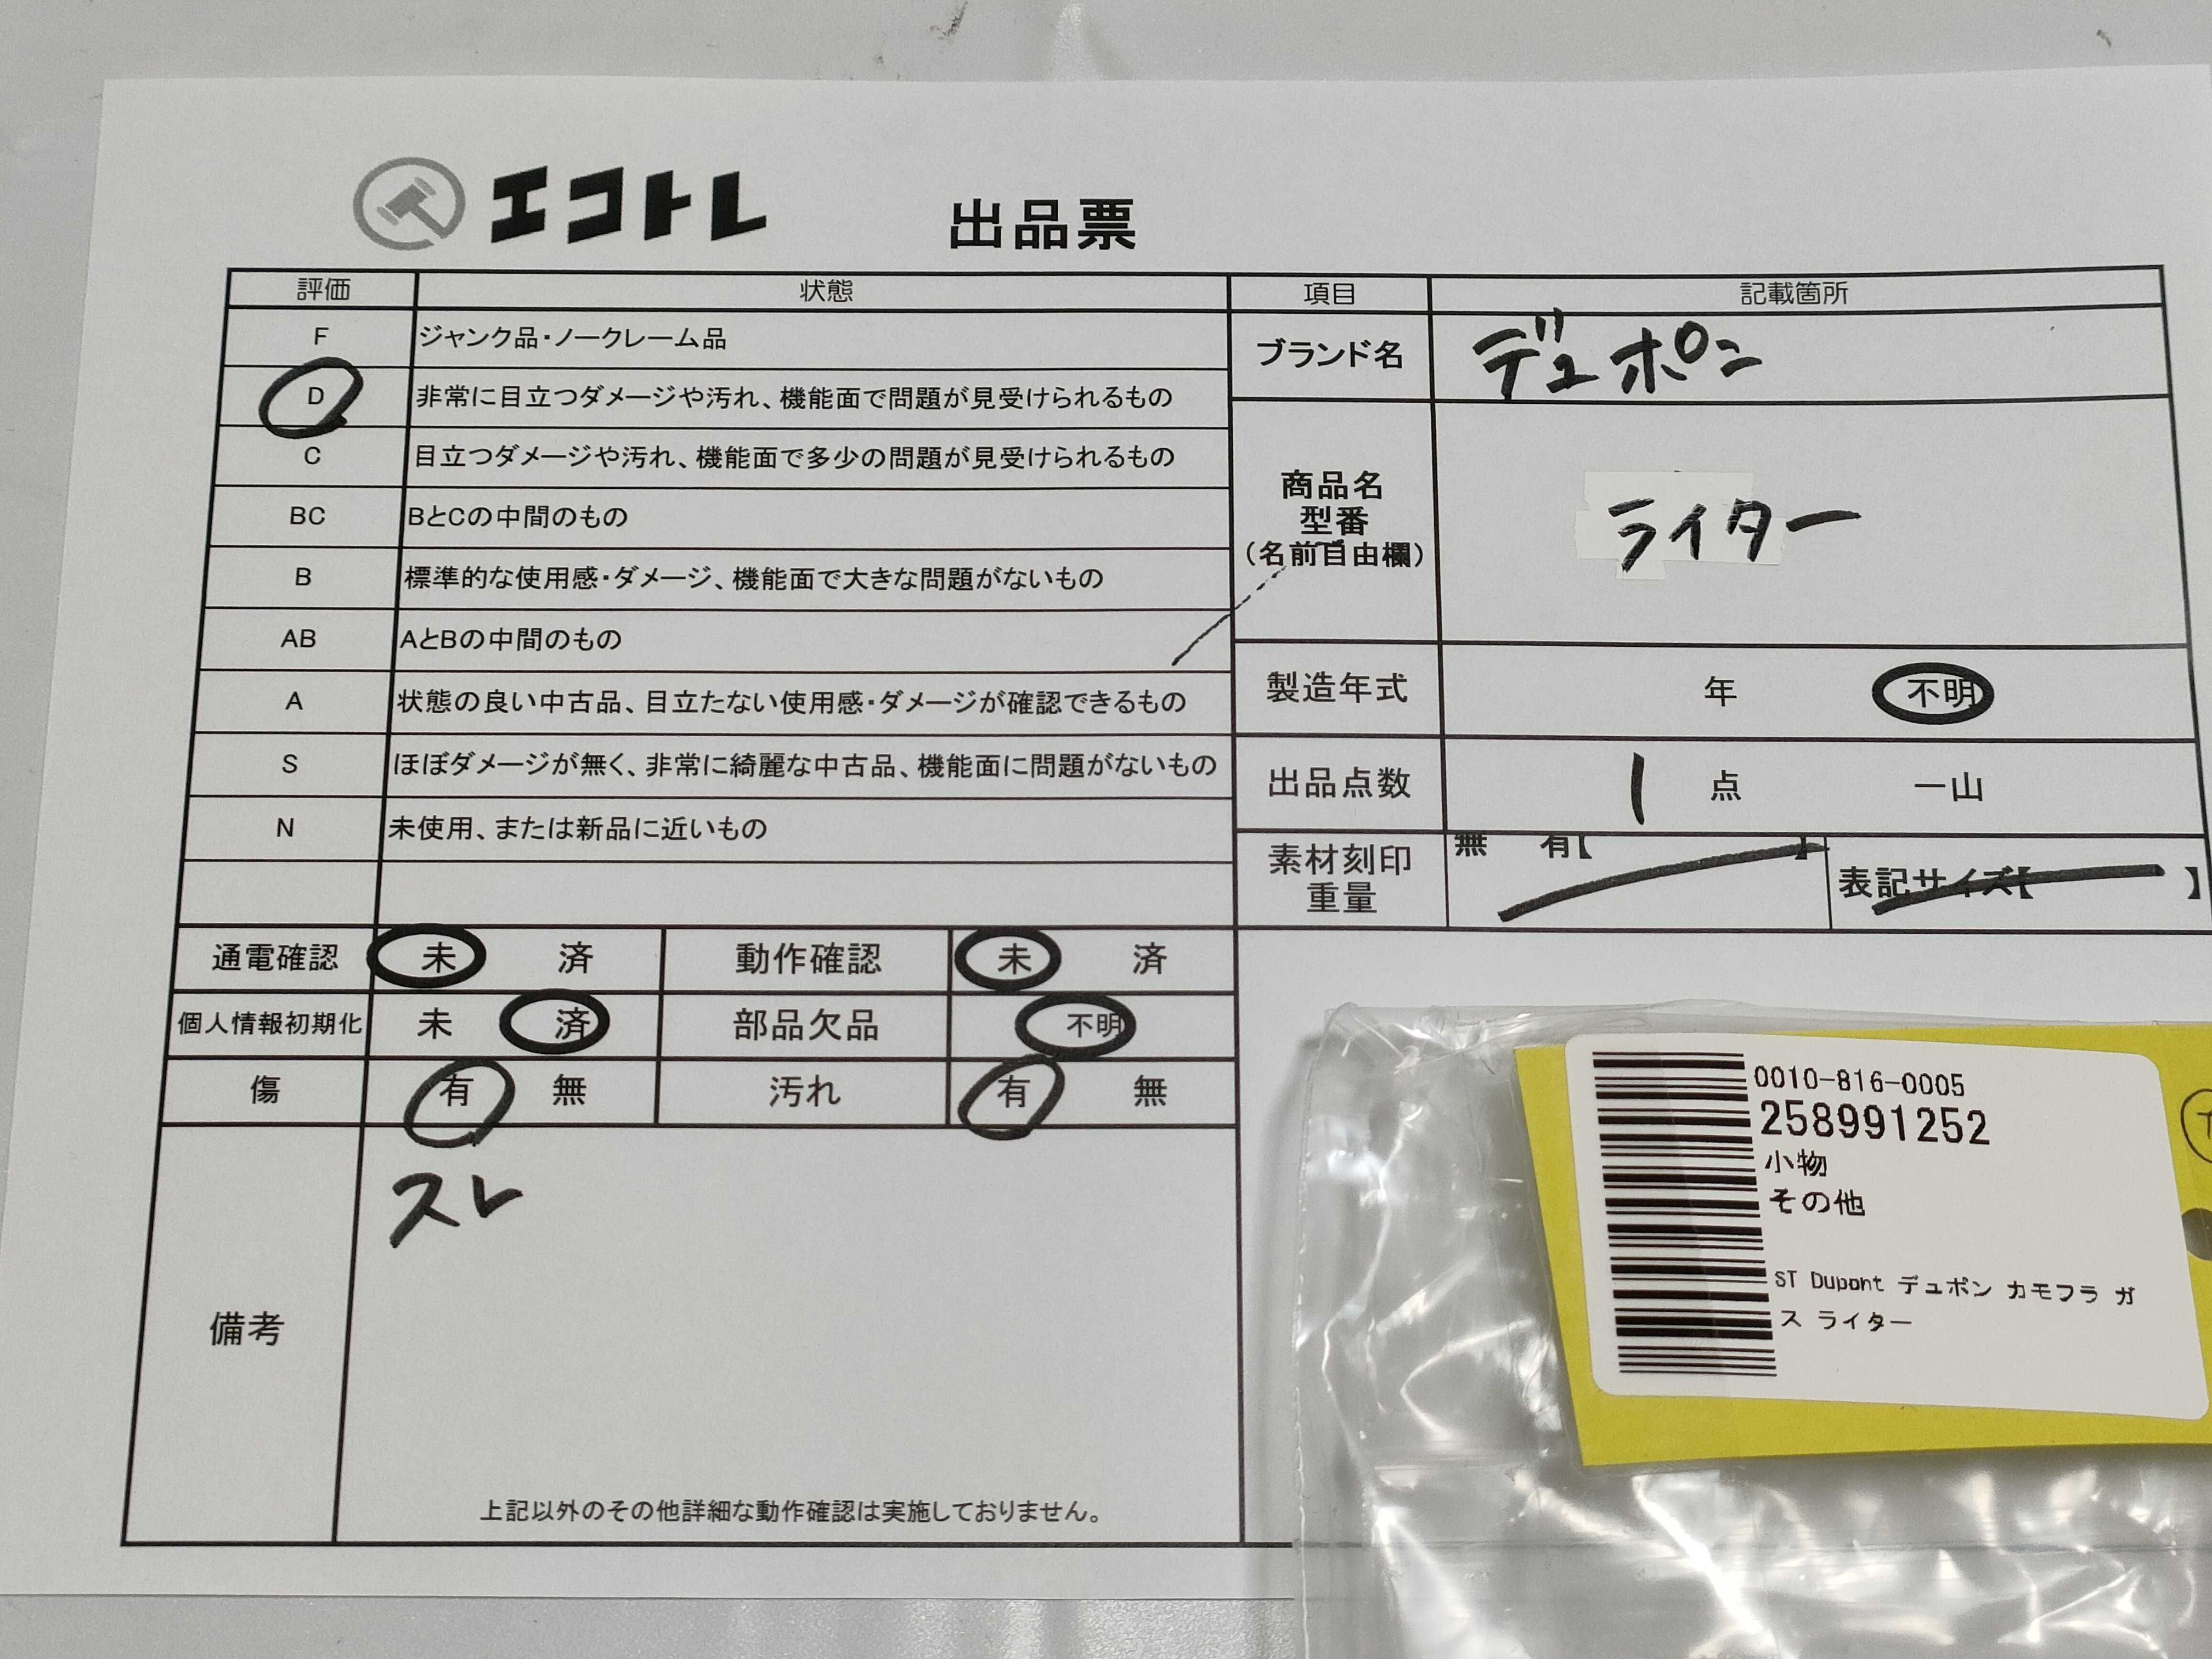 エコトレ 出品票
評価 状態
F ジャンク品・ノークレーム品
D 非常に目立つダメージや汚れ、機能面で問題が見受けられるもの
C 目立つダメージや汚れ、機能面で多少の問題が見受けられるもの
BC BとCの中間のもの
B 標準的な使用感・ダメージ、機能面で大きな問題がないもの
AB AとBの中間のもの
A 状態の良い中古品、目立たない使用感・ダメージが確認できるもの
S ほぼダメージが無く、非常に綺麗な中古品、機能面に問題がないもの
N 未使用、または新品に近いもの
項目 記載箇所
ブランド名 デュポン
商品名
型番
(名前自由欄)
ライター
製造年式 年 不明
出品点数 1 点 一山
素材刻印
重量
無 有【 】 表記サイズ【 】
通電確認 未 済 動作確認 未 済
個人情報初期化 未 済 部品欠品 不明
傷 有 無 汚れ 有 無
備考
スレ
上記以外のその他詳細な動作確認は実施しておりません。
0010-816-0005
258991252
小物
その他
ST Dupont デュポン カモフラ ガ
ス ライター